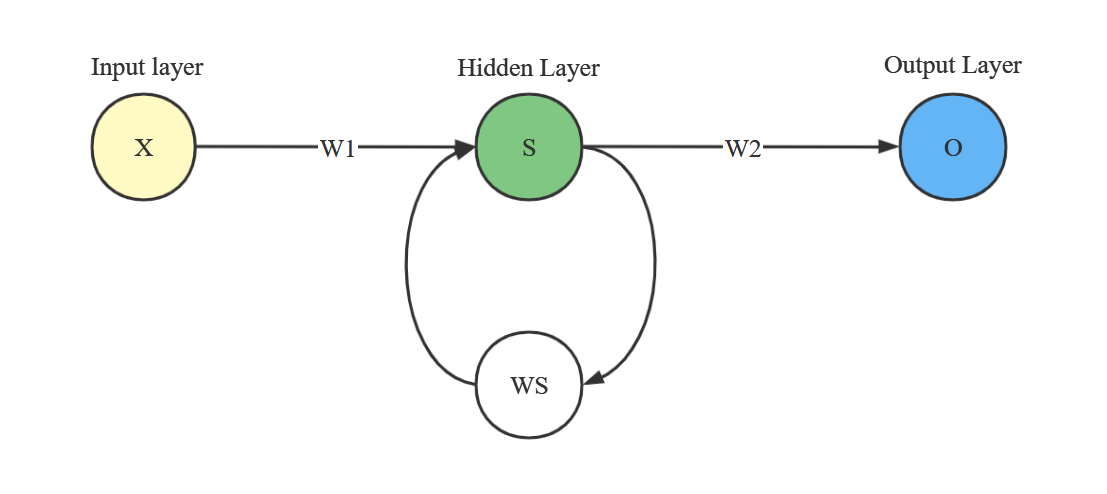 Input layer
Hidden Layer
Output Layer
X
W1
S
W2
O
WS